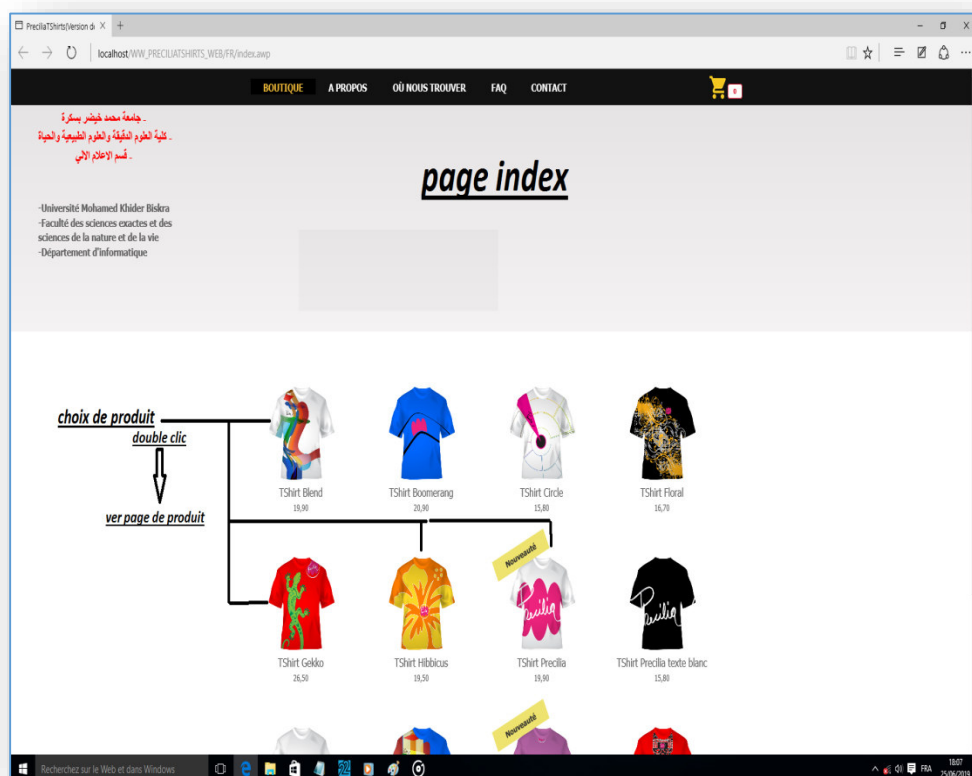 PreciliaTShirts(Version de
localhost/WW_PRECILIATSHIRTS_WEB/FR/index.awp
BOUTIQUE A PROPOS OÙ NOUS TROUVER FAQ CONTACT 0
- جامعة محمد خيضر بسكرة
- كلية العلوم الدقيقة والعلوم الطبيعية والحياة
- قسم الاعلام الالي
page index
-Université Mohamed Khider Biskra
-Faculté des sciences exactes et des
sciences de la nature et de la vie
-Département d'informatique
choix de produit
double clic
ver page de produit
TShirt Blend TShirt Boomerang TShirt Circle TShirt Floral
19,90 20,90 15,80 16,70
Nouveauté
Precilia Precilia
TShirt Gekko TShirt Hibbicus TShirt Precilia TShirt Precilia texte blanc
26,50 19,50 19,90 15,80
Nouveauté
Recherchez sur le Web et dans Windows
FRA
18:07
25/06/2019